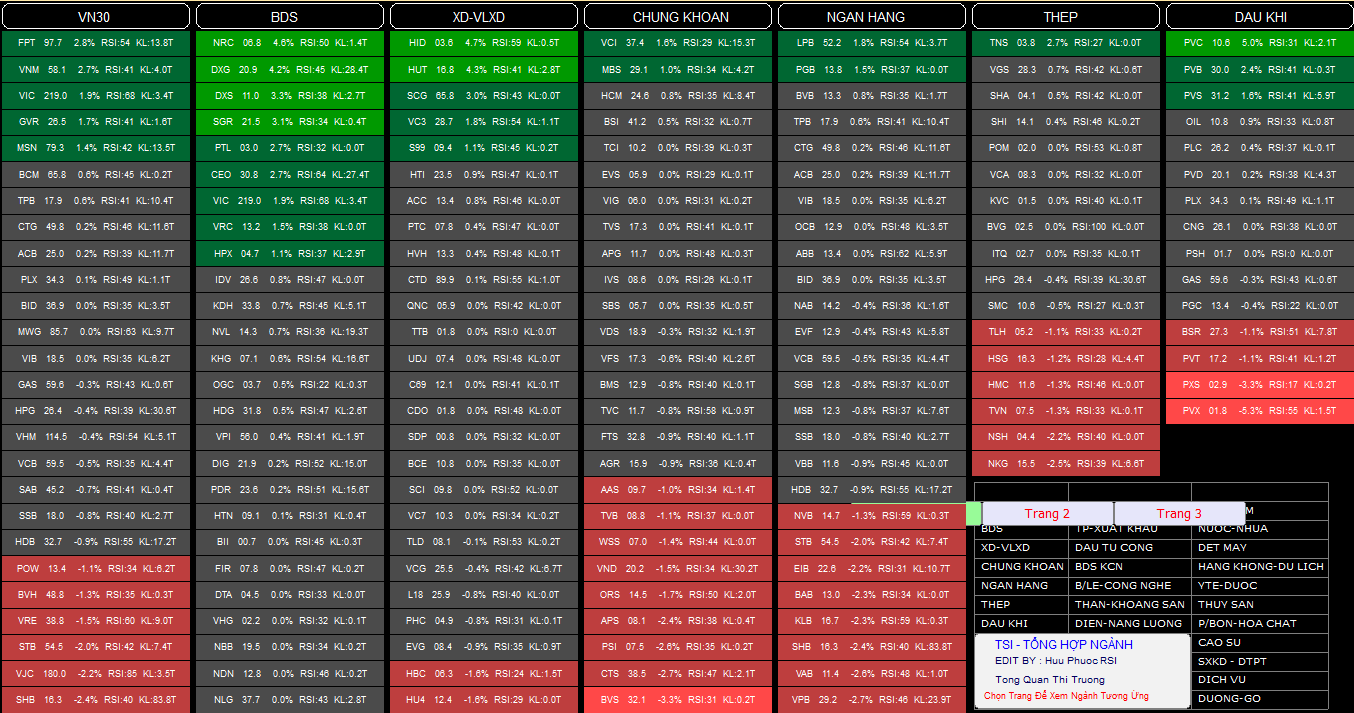 VN30
FPT 97.7 2.8% RSI:54 KL:13.8T
VNM 58.1 2.7% RSI:41 KL:4.0T
VIC 219.0 1.9% RSI:68 KL:3.4T
GVR 26.5 1.7% RSI:41 KL:1.6T
MSN 79.3 1.4% RSI:42 KL:13.5T
BCM 65.8 0.6% RSI:45 KL:0.2T
TPB 17.9 0.6% RSI:41 KL:10.4T
CTG 49.8 0.2% RSI:46 KL:11.6T
ACB 25.0 0.2% RSI:39 KL:11.7T
PLX 34.3 0.1% RSI:49 KL:1.1T
BID 36.9 0.0% RSI:35 KL:3.5T
MWG 85.7 0.0% RSI:63 KL:9.7T
VIB 18.5 0.0% RSI:35 KL:6.2T
GAS 59.6 -0.3% RSI:43 KL:0.6T
HPG 26.4 -0.4% RSI:39 KL:30.6T
VHM 114.5 -0.4% RSI:54 KL:5.1T
VCB 59.5 -0.5% RSI:35 KL:4.4T
SAB 45.2 -0.7% RSI:41 KL:0.4T
SSB 18.0 -0.8% RSI:40 KL:2.7T
HDB 32.7 -0.9% RSI:55 KL:17.2T
POW 13.4 -1.1% RSI:34 KL:6.2T
BVH 48.8 -1.3% RSI:35 KL:0.3T
VRE 38.8 -1.5% RSI:60 KL:9.0T
STB 54.5 -2.0% RSI:42 KL:7.4T
VJC 180.0 -2.2% RSI:85 KL:3.5T
SHB 16.3 -2.4% RSI:40 KL:83.8T
BDS
NRC 06.8 4.6% RSI:50 KL:1.4T
DXG 20.9 4.2% RSI:45 KL:28.4T
DXS 11.0 3.3% RSI:38 KL:2.7T
SGR 21.5 3.1% RSI:34 KL:0.4T
PTL 03.0 2.7% RSI:32 KL:0.0T
CEO 30.8 2.7% RSI:64 KL:27.4T
VIC 219.0 1.9% RSI:68 KL:3.4T
VRC 13.2 1.5% RSI:38 KL:0.0T
HPX 04.7 1.1% RSI:37 KL:2.9T
IDV 26.6 0.8% RSI:47 KL:0.0T
KDH 33.8 0.7% RSI:45 KL:5.1T
NVL 14.3 0.7% RSI:36 KL:19.3T
KHG 07.1 0.6% RSI:54 KL:16.6T
OGC 03.7 0.5% RSI:22 KL:0.3T
HDG 31.8 0.5% RSI:47 KL:2.6T
VPI 56.0 0.4% RSI:41 KL:1.9T
DIG 21.9 0.2% RSI:52 KL:15.0T
PDR 23.6 0.2% RSI:51 KL:15.6T
HTN 09.1 0.1% RSI:31 KL:0.4T
BII 00.7 0.0% RSI:45 KL:0.3T
FIR 07.8 0.0% RSI:47 KL:0.2T
DTA 04.5 0.0% RSI:33 KL:0.0T
VHG 02.2 0.0% RSI:32 KL:0.1T
NBB 19.5 0.0% RSI:34 KL:0.2T
NDN 12.8 0.0% RSI:46 KL:0.2T
NLG 37.7 0.0% RSI:43 KL:2.8T
XD-VLXD
HID 03.6 4.7% RSI:59 KL:0.5T
HUT 16.8 4.3% RSI:41 KL:2.8T
SCG 65.8 3.0% RSI:43 KL:0.0T
VC3 28.7 1.8% RSI:54 KL:1.1T
S99 09.4 1.1% RSI:45 KL:0.2T
HTI 23.5 0.9% RSI:47 KL:0.1T
ACC 13.4 0.8% RSI:46 KL:0.0T
PTC 07.8 0.4% RSI:47 KL:0.0T
HVH 13.3 0.4% RSI:48 KL:0.1T
CTD 89.9 0.1% RSI:55 KL:1.0T
QNC 05.9 0.0% RSI:42 KL:0.0T
TTB 01.8 0.0% RSI:0 KL:0.0T
UDJ 07.4 0.0% RSI:48 KL:0.0T
C69 12.1 0.0% RSI:41 KL:0.1T
CDO 01.8 0.0% RSI:48 KL:0.0T
SDP 00.8 0.0% RSI:32 KL:0.0T
BCE 10.8 0.0% RSI:35 KL:0.0T
SCI 09.8 0.0% RSI:52 KL:0.0T
VC7 10.3 0.0% RSI:34 KL:0.2T
TLD 08.1 -0.1% RSI:53 KL:0.2T
VCG 25.5 -0.4% RSI:42 KL:6.7T
L18 25.9 -0.8% RSI:40 KL:0.0T
PHC 04.9 -0.8% RSI:31 KL:0.1T
EVG 08.4 -0.9% RSI:35 KL:0.9T
HBC 06.3 -1.6% RSI:24 KL:1.5T
HU4 12.4 -1.6% RSI:29 KL:0.0T
CHUNG KHOAN
VCI 37.4 1.6% RSI:29 KL:15.3T
MBS 29.1 1.0% RSI:34 KL:4.2T
HCM 24.6 0.8% RSI:35 KL:8.4T
BSI 41.2 0.5% RSI:32 KL:0.7T
TCI 10.2 0.0% RSI:39 KL:0.3T
EVS 05.9 0.0% RSI:29 KL:0.1T
VIG 06.0 0.0% RSI:31 KL:0.2T
TVS 17.3 0.0% RSI:41 KL:0.1T
APG 11.7 0.0% RSI:48 KL:0.3T
IVS 08.6 0.0% RSI:26 KL:0.1T
SBS 05.7 0.0% RSI:35 KL:0.5T
VDS 18.9 -0.3% RSI:32 KL:1.9T
VFS 17.3 -0.6% RSI:40 KL:2.6T
BMS 12.9 -0.8% RSI:40 KL:0.1T
TVC 11.7 -0.8% RSI:58 KL:0.9T
FTS 32.8 -0.9% RSI:40 KL:1.1T
AGR 15.9 -0.9% RSI:36 KL:0.4T
AAS 09.7 -1.0% RSI:34 KL:1.4T
TVB 08.8 -1.1% RSI:37 KL:0.0T
WSS 07.0 -1.4% RSI:44 KL:0.0T
VND 20.2 -1.5% RSI:34 KL:30.2T
ORS 14.5 -1.7% RSI:50 KL:2.0T
APS 08.1 -2.4% RSI:38 KL:0.4T
PSI 07.5 -2.6% RSI:35 KL:0.2T
CTS 38.5 -2.7% RSI:47 KL:2.1T
BVS 32.1 -3.3% RSI:31 KL:0.2T
NGAN HANG
LPB 52.2 1.8% RSI:54 KL:3.7T
PGB 13.8 1.5% RSI:37 KL:0.0T
BVB 13.3 0.8% RSI:35 KL:1.7T
TPB 17.9 0.6% RSI:41 KL:10.4T
CTG 49.8 0.2% RSI:46 KL:11.6T
ACB 25.0 0.2% RSI:39 KL:11.7T
VIB 18.5 0.0% RSI:35 KL:6.2T
OCB 12.9 0.0% RSI:48 KL:3.5T
ABB 13.4 0.0% RSI:62 KL:5.9T
BID 36.9 0.0% RSI:35 KL:3.5T
NAB 14.2 -0.4% RSI:36 KL:1.6T
EVF 12.9 -0.4% RSI:43 KL:5.8T
VCB 59.5 -0.5% RSI:35 KL:4.4T
SGB 12.8 -0.8% RSI:37 KL:0.0T
MSB 12.3 -0.8% RSI:37 KL:7.6T
SSB 18.0 -0.8% RSI:40 KL:2.7T
VBB 11.6 -0.9% RSI:45 KL:0.0T
HDB 32.7 -0.9% RSI:55 KL:17.2T
NVB 14.7 -1.3% RSI:59 KL:0.3T
STB 54.5 -2.0% RSI:42 KL:7.4T
EIB 22.6 -2.2% RSI:31 KL:10.7T
BAB 13.0 -2.3% RSI:34 KL:0.0T
KLB 16.7 -2.3% RSI:59 KL:0.3T
SHB 16.3 -2.4% RSI:40 KL:83.8T
VAB 11.4 -2.6% RSI:48 KL:1.0T
VPB 29.2 -2.7% RSI:46 KL:23.9T
THEP
TNS 03.8 2.7% RSI:27 KL:0.0T
VGS 28.3 0.7% RSI:42 KL:0.6T
SHA 04.1 0.5% RSI:42 KL:0.0T
SHI 14.1 0.4% RSI:46 KL:0.2T
POM 02.0 0.0% RSI:53 KL:0.8T
VCA 08.3 0.0% RSI:32 KL:0.0T
KVC 01.5 0.0% RSI:40 KL:0.1T
BVG 02.5 0.0% RSI:100 KL:0.0T
ITQ 02.7 0.0% RSI:35 KL:0.1T
HPG 26.4 -0.4% RSI:39 KL:30.6T
SMC 10.6 -0.5% RSI:27 KL:0.3T
TLH 05.2 -1.1% RSI:33 KL:0.2T
HSG 16.3 -1.2% RSI:28 KL:4.4T
HMC 11.6 -1.3% RSI:46 KL:0.0T
TVN 07.5 -1.3% RSI:33 KL:0.1T
NSH 04.4 -2.2% RSI:40 KL:0.0T
NKG 15.5 -2.5% RSI:39 KL:6.6T
DAU KHI
PVC 10.6 5.0% RSI:31 KL:2.1T
PVB 30.0 2.4% RSI:41 KL:0.3T
PVS 31.2 1.6% RSI:41 KL:5.9T
OIL 10.8 0.9% RSI:33 KL:0.8T
PLC 26.2 0.4% RSI:37 KL:0.1T
PVD 20.1 0.2% RSI:38 KL:4.3T
PLX 34.3 0.1% RSI:49 KL:1.1T
CNG 26.1 0.0% RSI:38 KL:0.0T
PSH 01.7 0.0% RSI:0 KL:0.0T
GAS 59.6 -0.3% RSI:43 KL:0.6T
PGC 13.4 -0.4% RSI:22 KL:0.0T
BSR 27.3 -1.1% RSI:51 KL:7.8T
PVT 17.2 -1.1% RSI:41 KL:1.2T
PXS 02.9 -3.3% RSI:17 KL:0.2T
PVX 01.8 -5.3% RSI:55 KL:1.5T
Trang 2 Trang 3
BDS TP-XUAT KHAU NUOC-NHUA
XD-VLXD DAU TU CONG DET MAY
CHUNG KHOAN BDS KCN HANG KHONG-DU LICH
NGAN HANG B/LE-CONG NGHE YTE-DUOC
THEP THAN-KHOANG SAN THUY SAN
DAU KHI DIEN-NANG LUONG P/BON-HOA CHAT
CAO SU
SXKD - DTPT
DICH VU
DUONG-GO
TSI - TỔNG HỢP NGÀNH
EDIT BY : Huu Phuoc RSI
Tong Quan Thi Truong
Chọn Trang Để Xem Ngành Tương Ứng